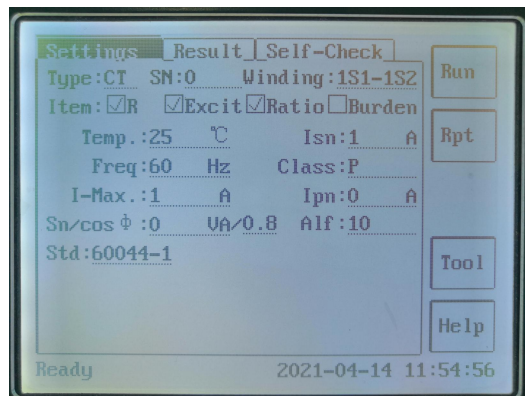 Settings Result Self-Check
Type:CT SN:0 Winding:1S1-1S2
Item: R Excit Ratio Burden
Temp.:25 ℃ Isn:1 A
Freq:60 Hz Class:P
I-Max.:1 A Ipn:0 A
Sn/cosΦ:0 VA/0.8 Alf:10
Std:60044-1
Run
Rpt
Tool
Help
Ready 2021-04-14 11:54:56